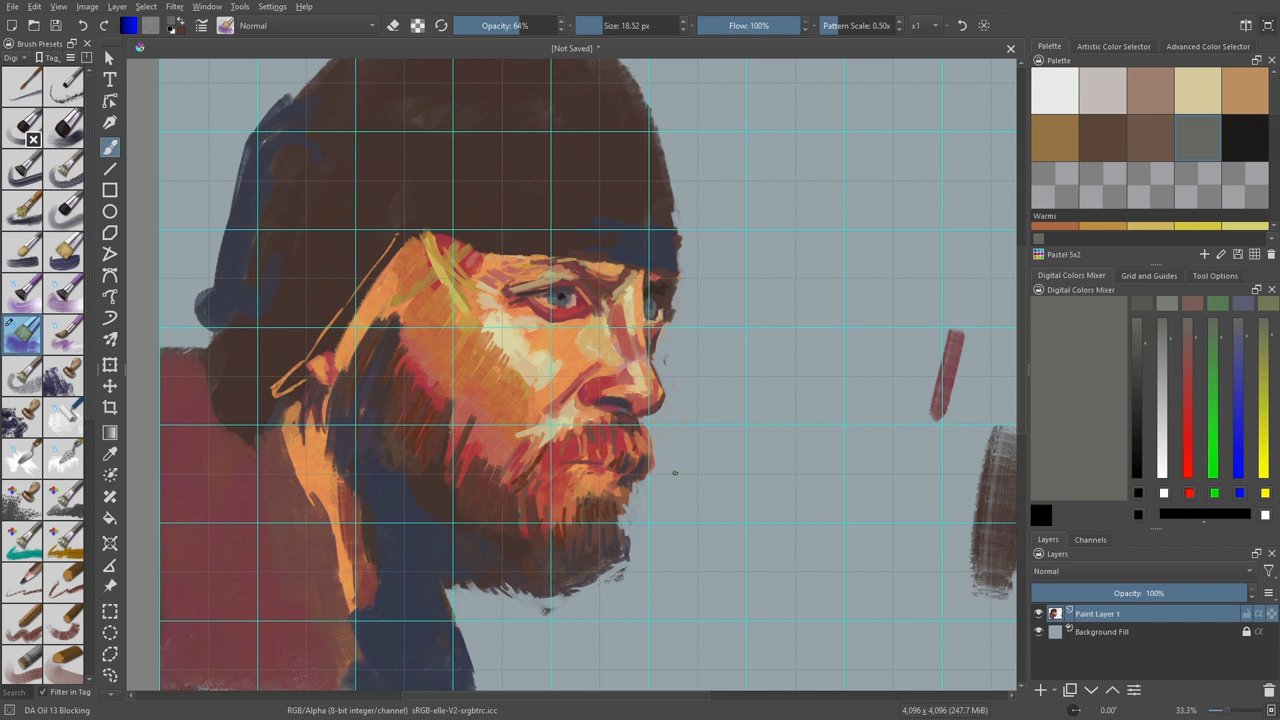 File Edit View Image Layer Select Filter Window Tools Settings Help
Normal
Opacity: 64%
Size: 18.52 px
Flow: 100%
Pattern Scale: 0.50x
x1
Brush Presets
Digi
Tag
[Not Saved] *
Palette Artistic Color Selector Advanced Color Selector
Palette
Warms
Pastel 5x2
Digital Colors Mixer Grid and Guides Tool Options
Digital Colors Mixer
Layers Channels
Layers
Normal
Opacity: 100%
Paint Layer 1
Background Fill
Search
Filter in Tag
DA Oil 13 Blocking
RGB/Alpha (8-bit integer/channel) sRGB-elle-V2-srgbtrc.icc
4,096 x 4,096 (247.7 MiB)
0.00°
33.3%